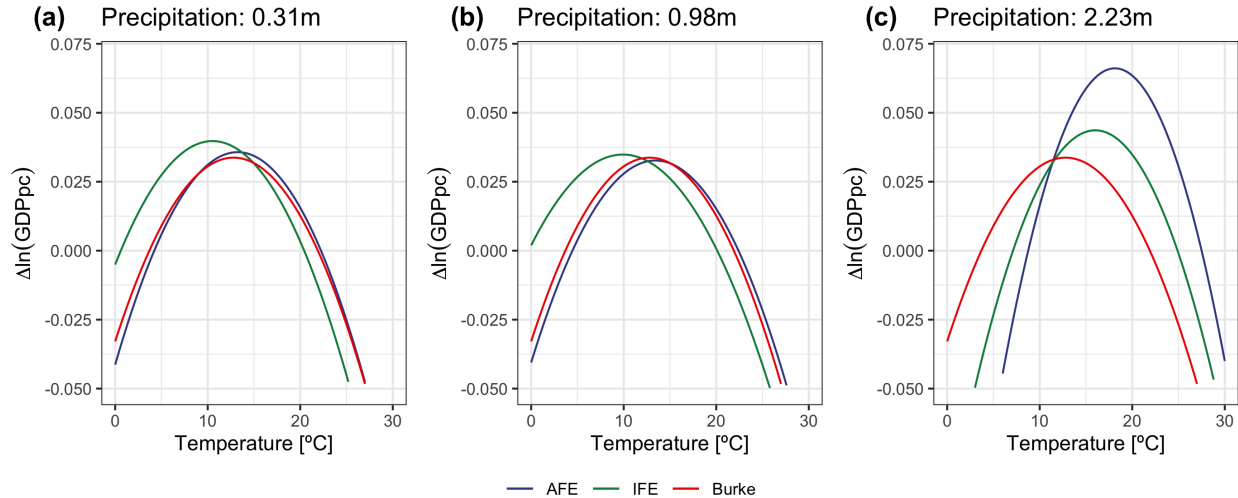 (a) Precipitation: 0.31m
0.075
0.050
0.025
0.000
-0.025
-0.050
Δln(GDPpc)
0 10 20 30
Temperature [ºC]
(b) Precipitation: 0.98m
0.075
0.050
0.025
0.000
-0.025
-0.050
Δln(GDPpc)
0 10 20 30
Temperature [ºC]
(c) Precipitation: 2.23m
0.075
0.050
0.025
0.000
-0.025
-0.050
Δln(GDPpc)
0 10 20 30
Temperature [ºC]
AFE IFE Burke